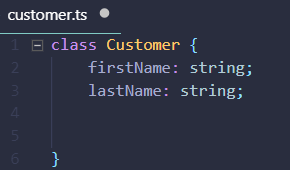 customer.ts
1 class Customer {
2 firstName: string;
3 lastName: string;
4
5
6 }